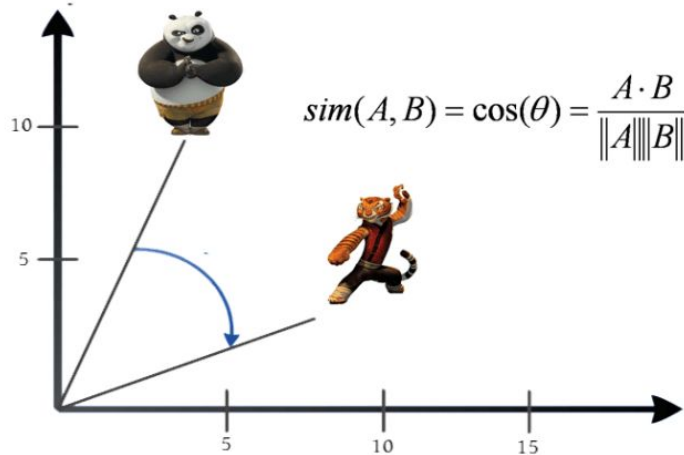 sim(A, B) = cos(θ) = A · B / ‖A‖‖B‖
10
5
5 10 15